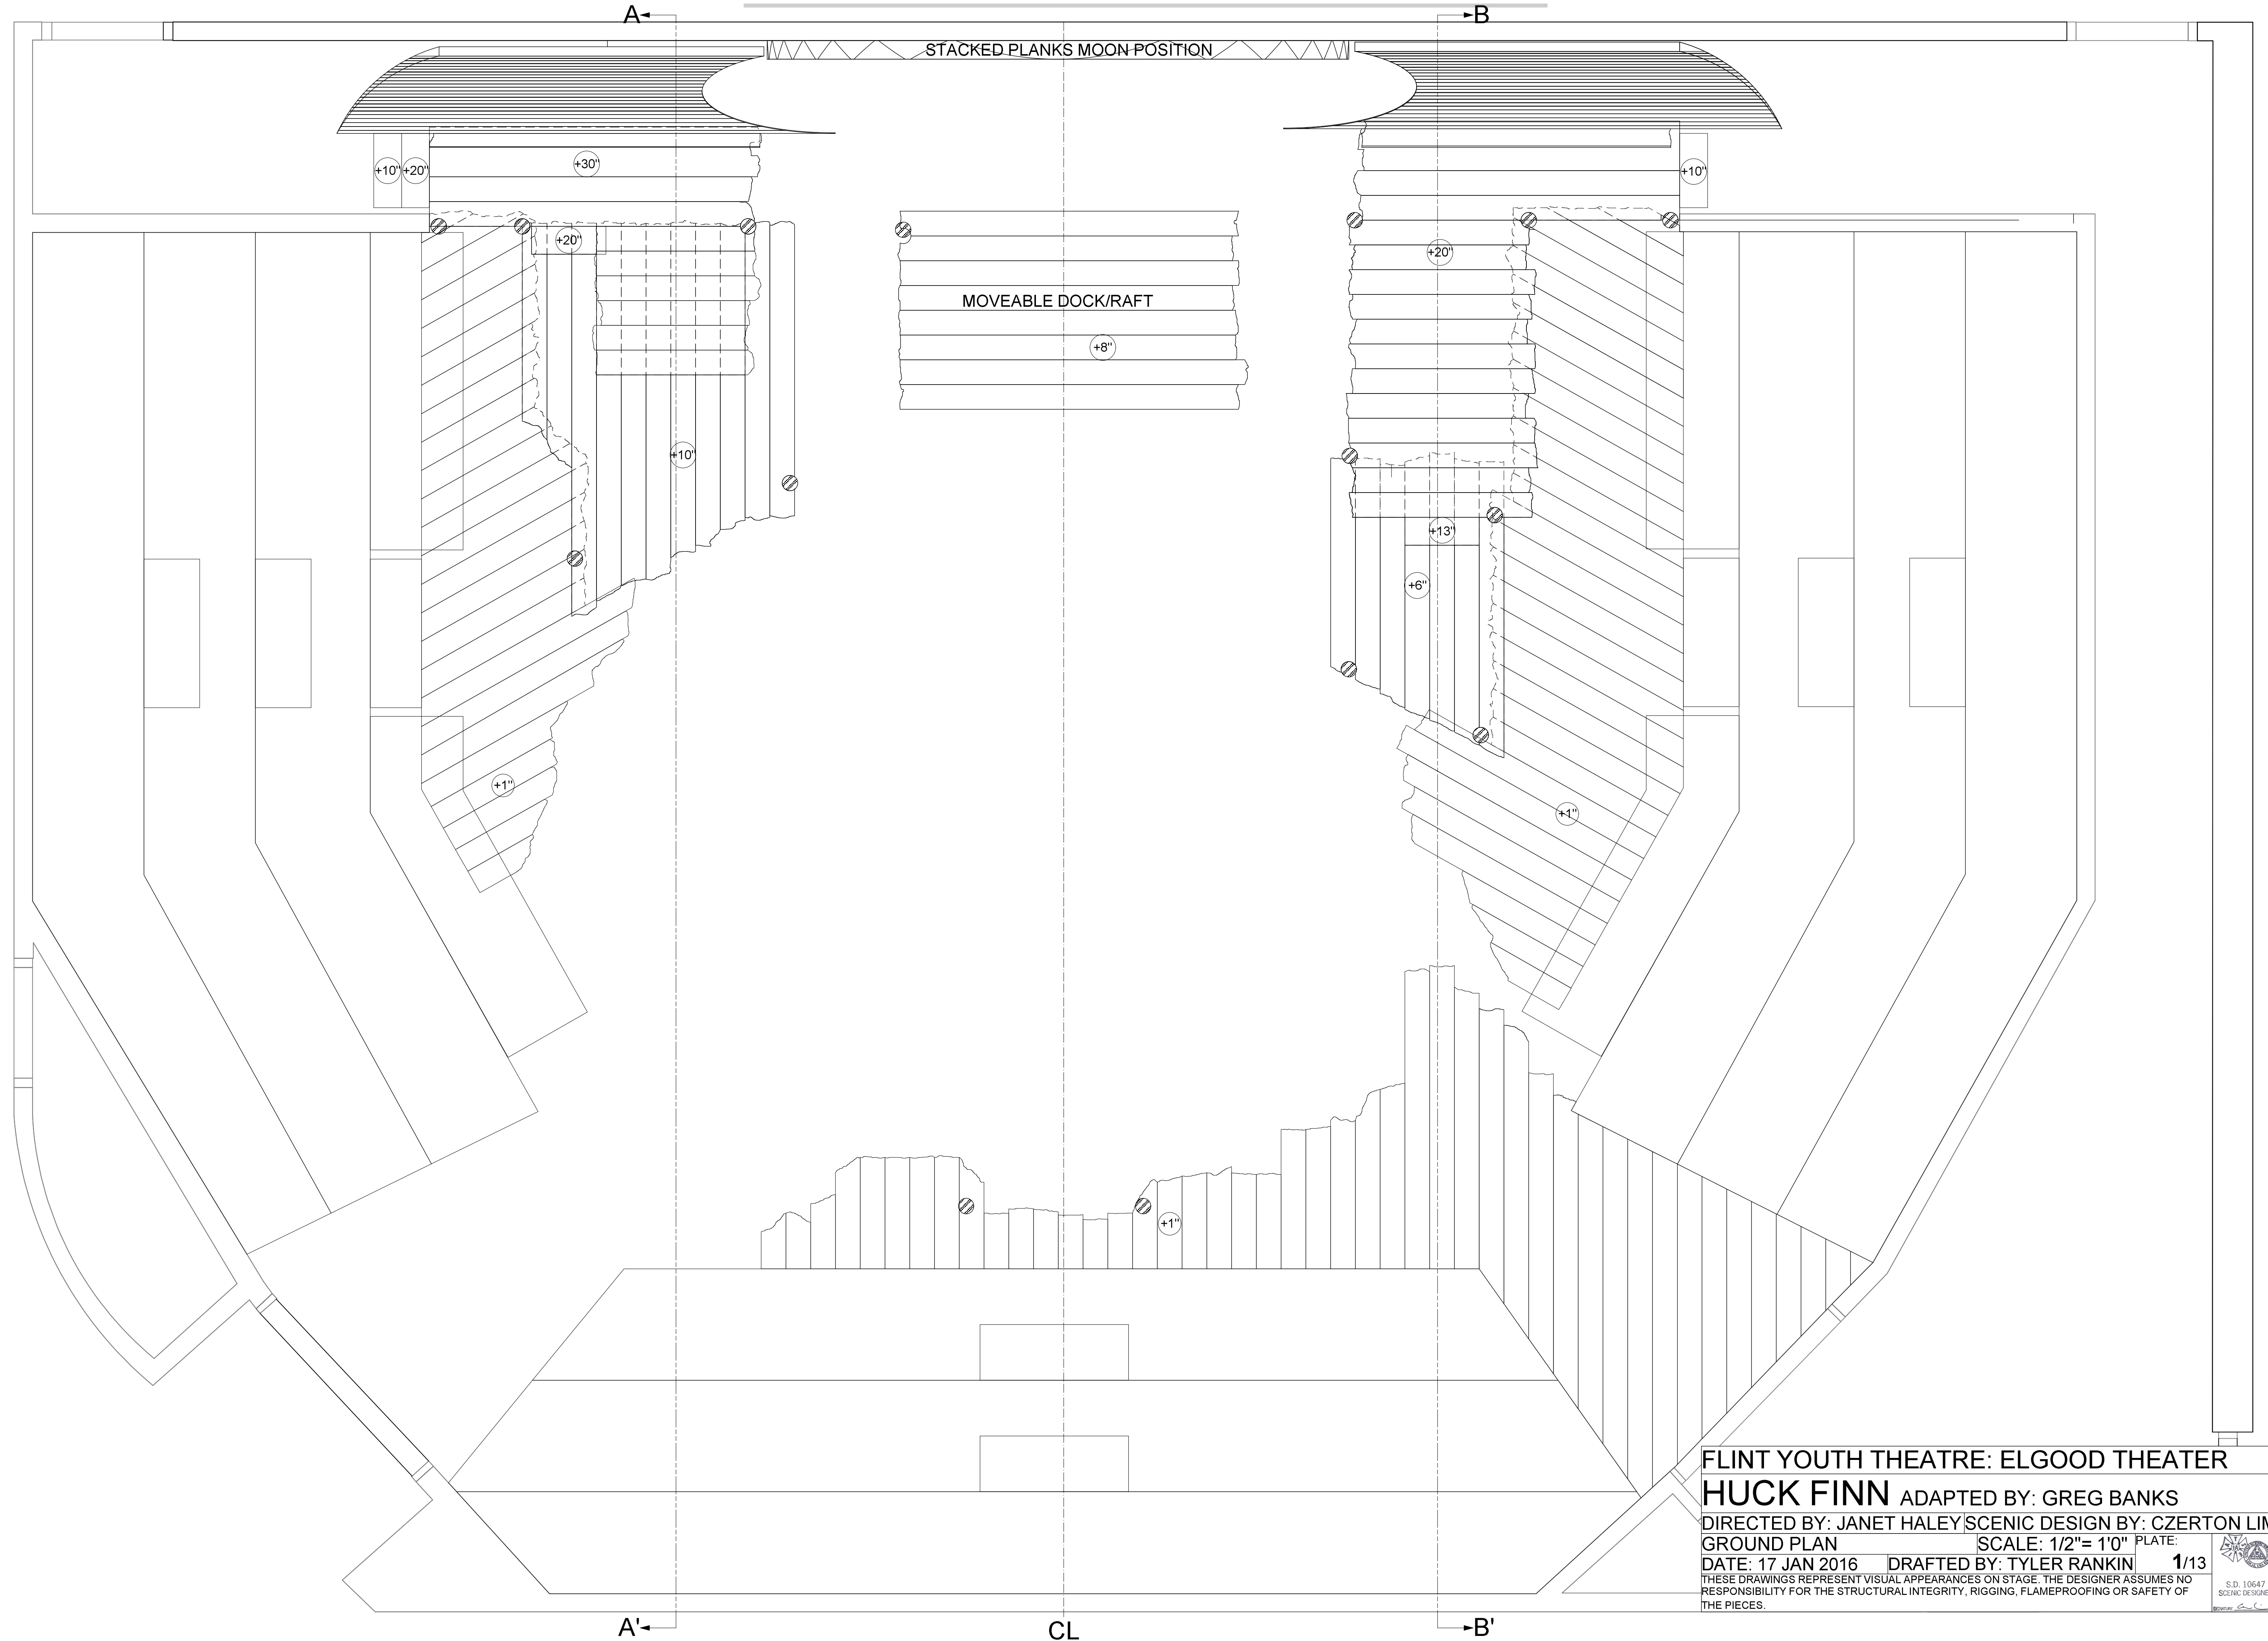 A B
STACKED PLANKS MOON POSITION
+10" +20" +30" +10"
+20" +20"
MOVEABLE DOCK/RAFT
+8"
+10"
+13"
+6"
+1"
+1"
+1"
A' CL B'
FLINT YOUTH THEATRE: ELGOOD THEATER
HUCK FINN ADAPTED BY: GREG BANKS
DIRECTED BY: JANET HALEY SCENIC DESIGN BY: CZERTON LIM
GROUND PLAN SCALE: 1/2"= 1'0" PLATE:
DATE: 17 JAN 2016 DRAFTED BY: TYLER RANKIN 1/13
THESE DRAWINGS REPRESENT VISUAL APPEARANCES ON STAGE. THE DESIGNER ASSUMES NO
RESPONSIBILITY FOR THE STRUCTURAL INTEGRITY, RIGGING, FLAMEPROOFING OR SAFETY OF
THE PIECES.
S.D. 10647
SCENIC DESIGNE